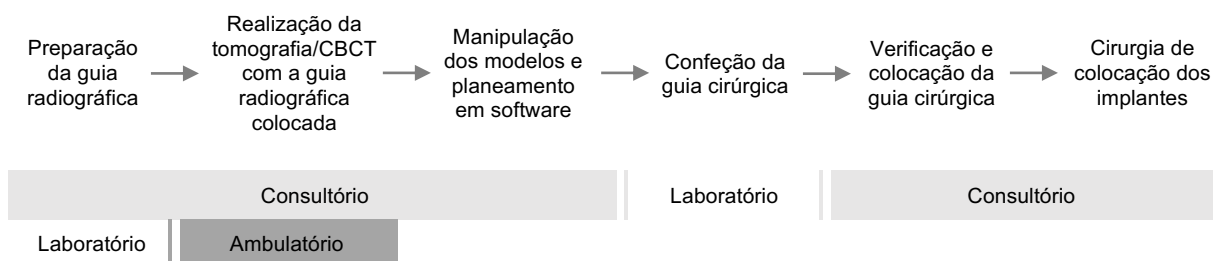 Preparação
da guia
radiográfica
Realização da
tomografia/CBCT
com a guia
radiográfica
colocada
Manipulação
dos modelos e
planeamento
em software
Confeção da
guia cirúrgica
Verificação e
colocação da
guia cirúrgica
Cirurgia de
colocação dos
implantes
Consultório
Laboratório
Consultório
Laboratório
Ambulatório